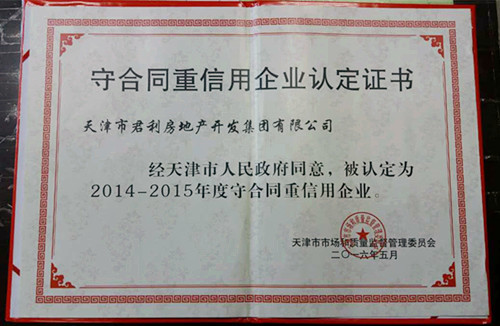 守合同重信用企业认定证书
天津市君利房地产开发集团有限公司
经天津市人民政府同意，被认定为
2014-2015年度守合同重信用企业。
天津市市场和质量监督管理委员会
二〇一六年五月